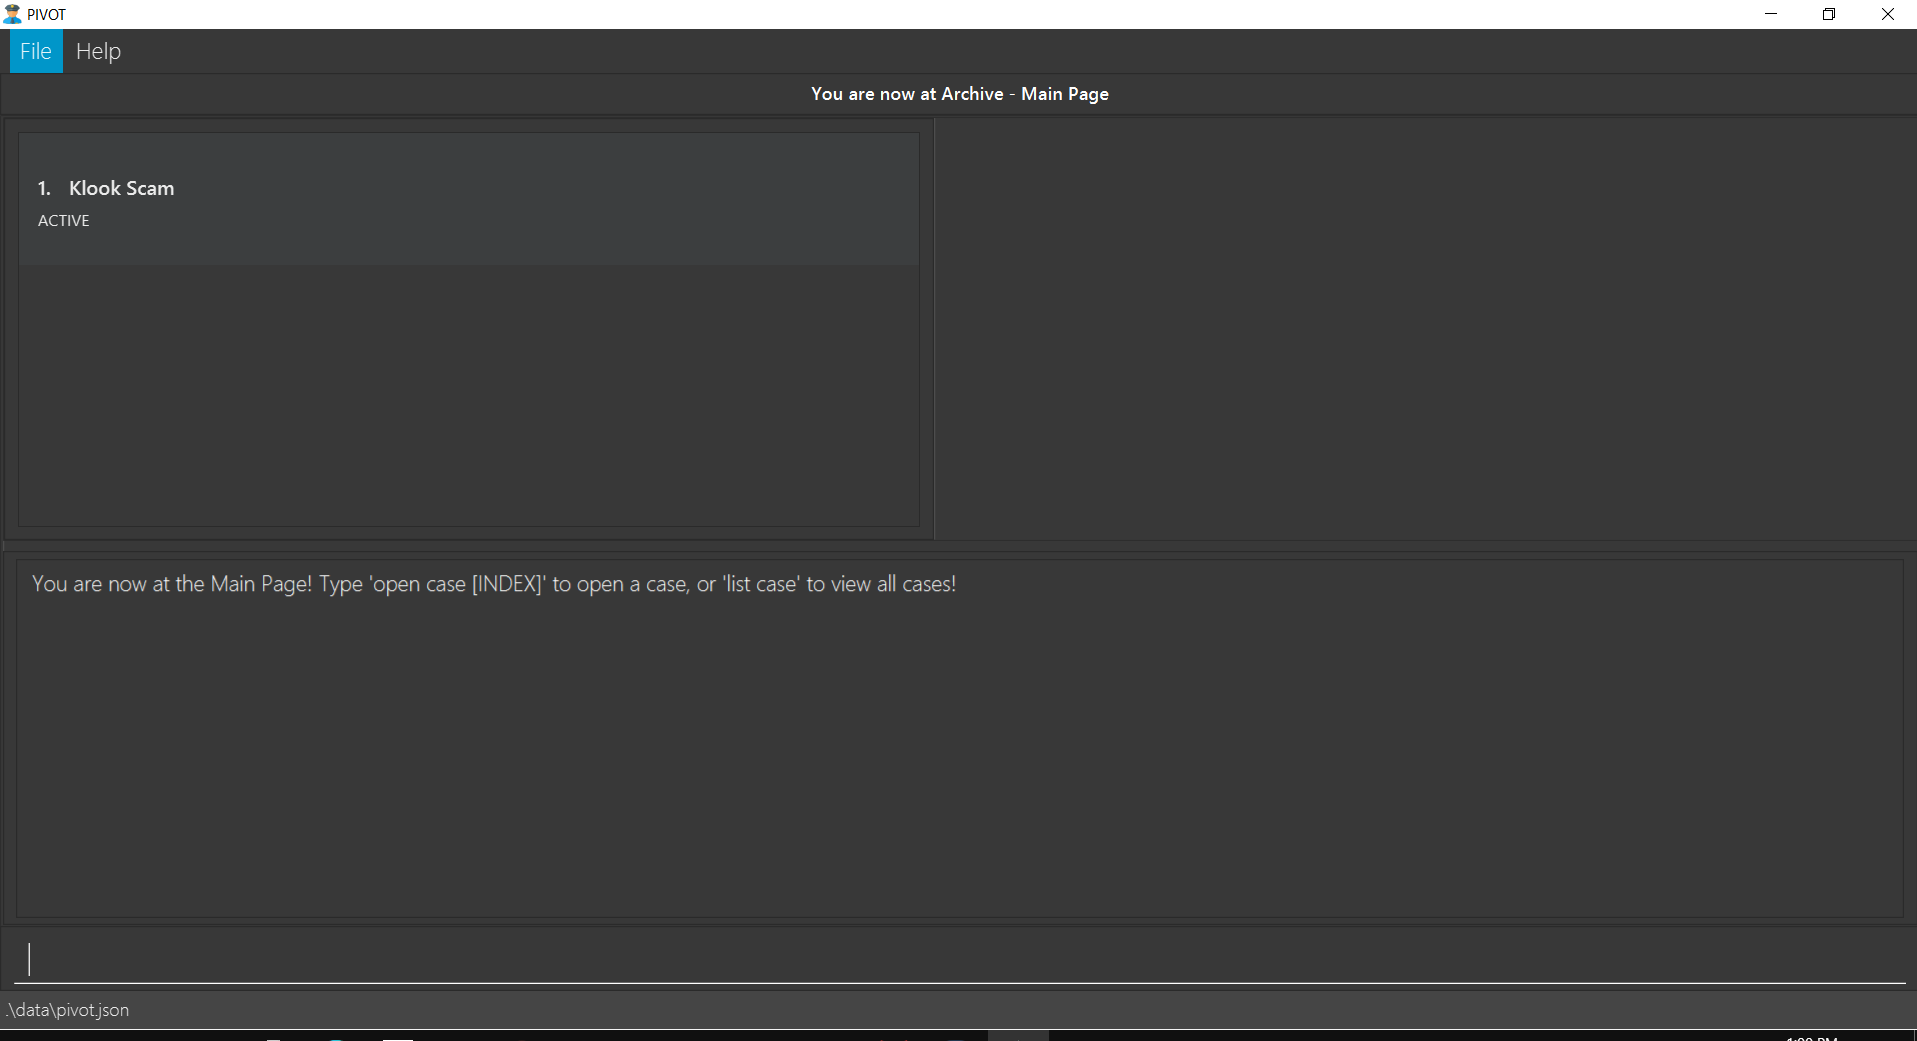 PIVOT
File Help
You are now at Archive - Main Page
1. Klook Scam
ACTIVE
You are now at the Main Page! Type 'open case [INDEX]' to open a case, or 'list case' to view all cases!
.\data\pivot.json